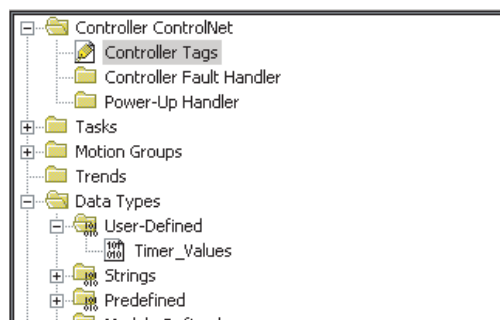 Controller ControlNet
Controller Tags
Controller Fault Handler
Power-Up Handler
Tasks
Motion Groups
Trends
Data Types
User-Defined
Timer_Values
Strings
Predefined